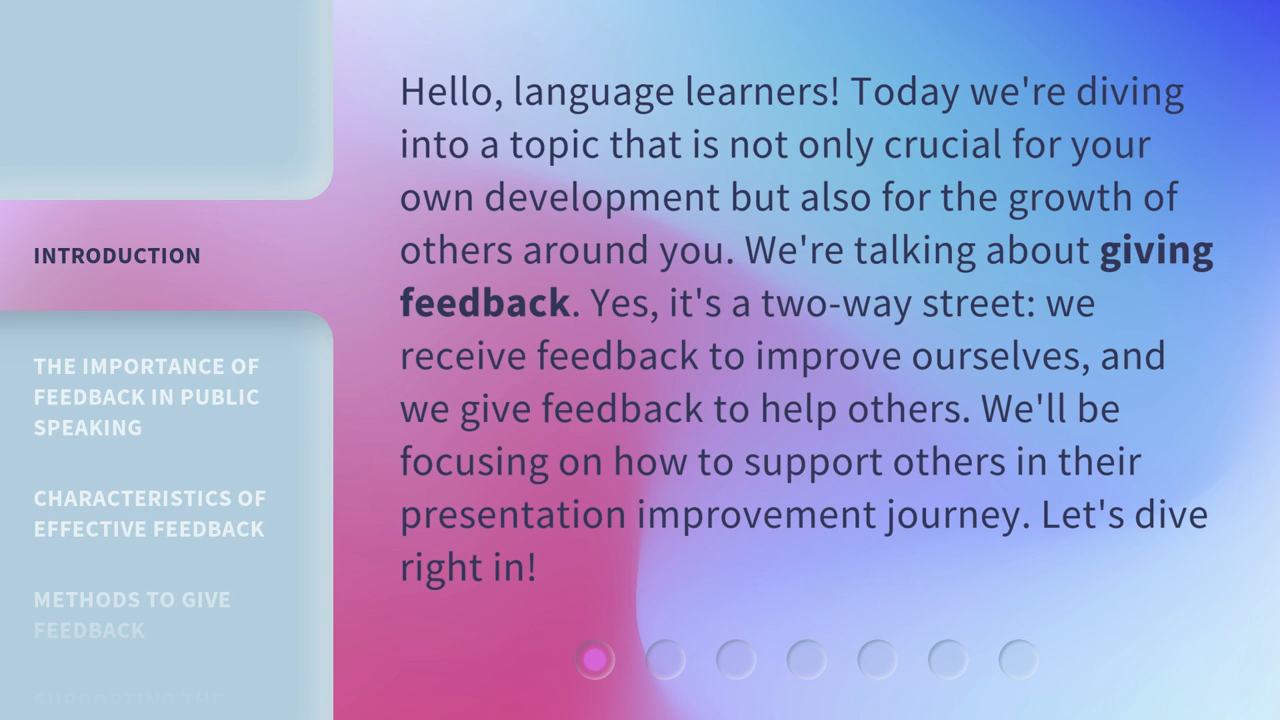 INTRODUCTION
THE IMPORTANCE OF
FEEDBACK IN PUBLIC
SPEAKING
CHARACTERISTICS OF
EFFECTIVE FEEDBACK
METHODS TO GIVE
FEEDBACK
SUPPORTING THE
Hello, language learners! Today we're diving
into a topic that is not only crucial for your
own development but also for the growth of
others around you. We're talking about giving
feedback. Yes, it's a two-way street: we
receive feedback to improve ourselves, and
we give feedback to help others. We'll be
focusing on how to support others in their
presentation improvement journey. Let's dive
right in!